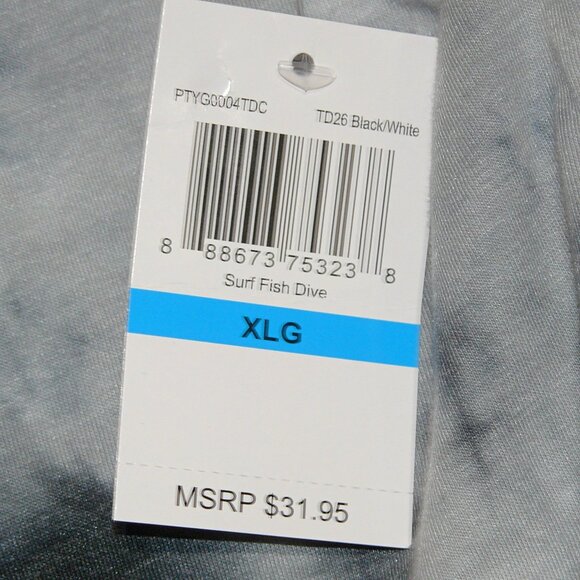 PTYG0004TDC TD26 Black/White
8 88673 75323 8
Surf Fish Dive
XLG
MSRP $31.95